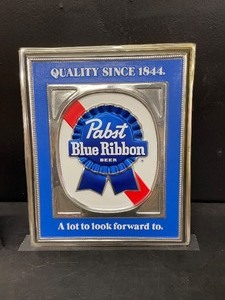 QUALITY SINCE 1844.
Pabst
Blue Ribbon
BEER
A lot to look forward to.